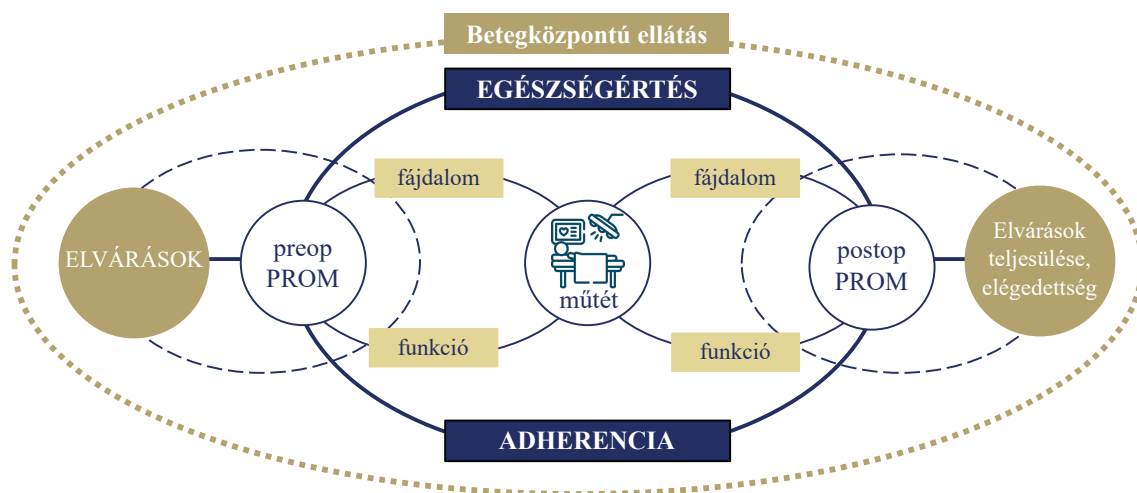 Betegközpontú ellátás
EGÉSZSÉGÉRTÉS
fájdalom
fájdalom
ELVÁRÁSOK
preop
PROM
műtét
postop
PROM
Elvárások
teljesülése,
elégedettség
funkció
funkció
ADHERENCIA